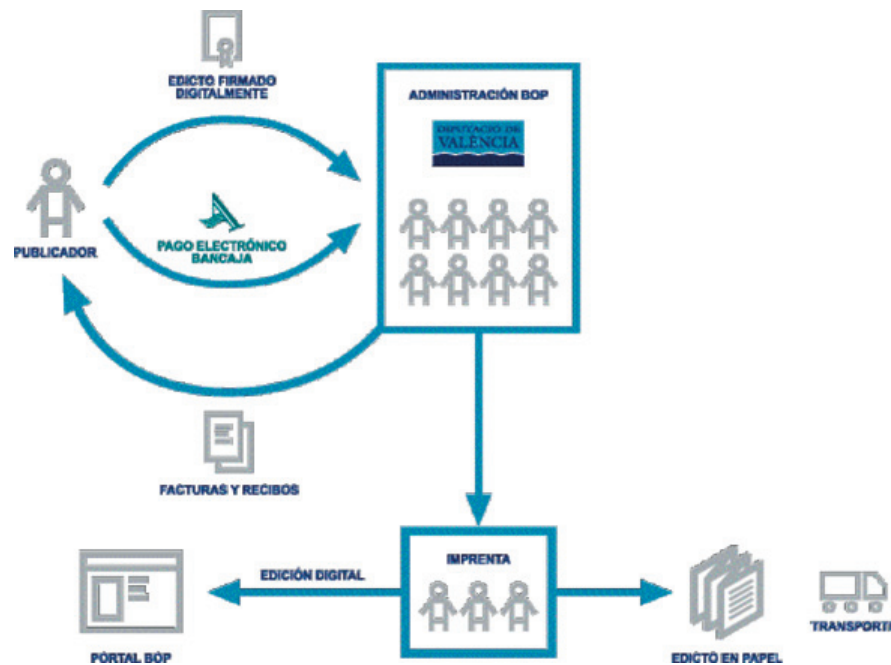 EDICTO FIRMADO
DIGITALMENTE
ADMINISTRACIÓN BOP
DIPUTACIÓ DE
VALÈNCIA
PUBLICADOR
PAGO ELECTRÓNICO
BANCAJA
FACTURAS Y RECIBOS
EDICIÓN DIGITAL
IMPRENTA
PORTAL BOP
EDICTO EN PAPEL
TRANSPORTE